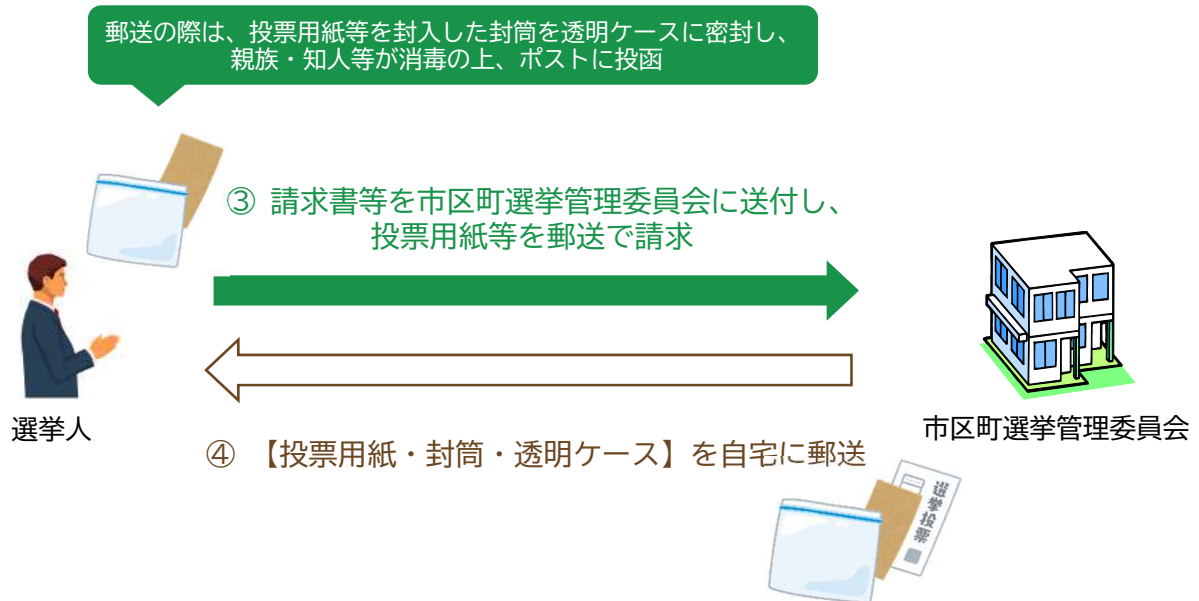 郵送の際は、投票用紙等を封入した封筒を透明ケースに密封し、
親族・知人等が消毒の上、ポストに投函
③ 請求書等を市区町選挙管理委員会に送付し、
投票用紙等を郵送で請求
選挙人
市区町選挙管理委員会
④ 【投票用紙・封筒・透明ケース】を自宅に郵送
選挙投票